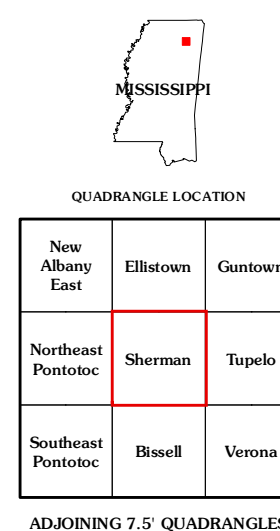 MISSISSIPPI
QUADRANGLE LOCATION
New
Albany
East
Ellistown
Guntown
Northeast
Pontotoc
Sherman
Tupelo
Southeast
Pontotoc
Bissell
Verona
ADJOINING 7.5' QUADRANGLES